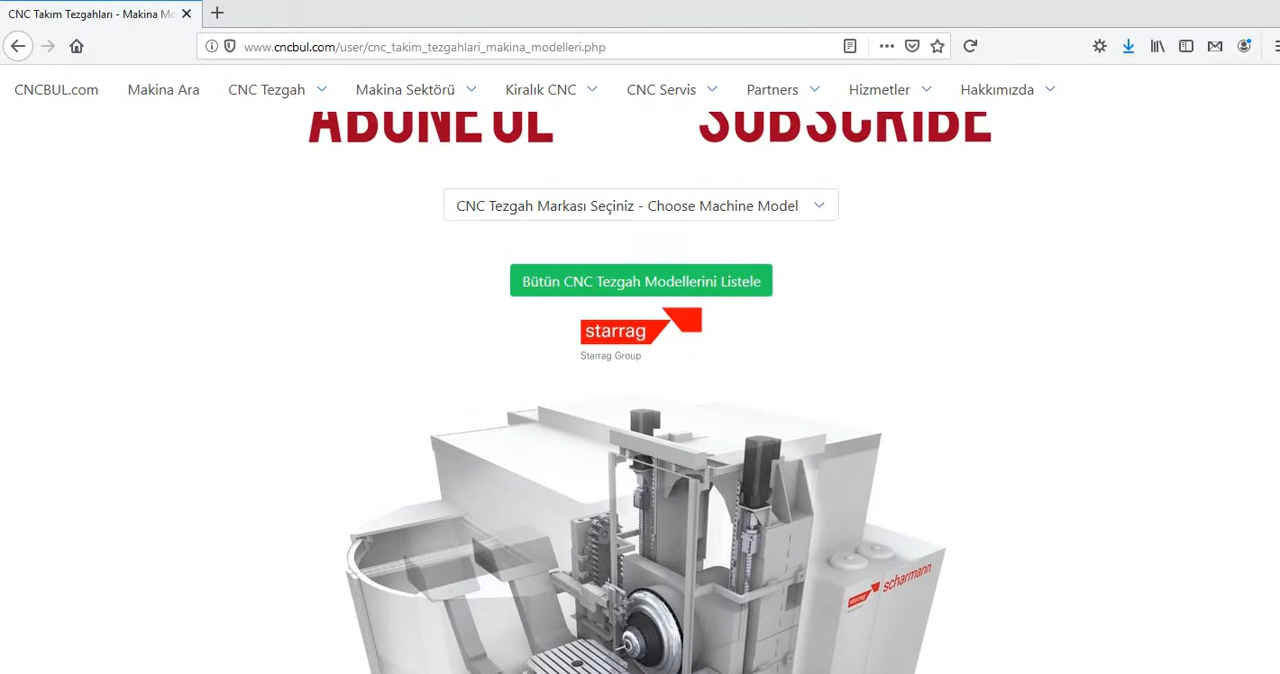 CNC Takım Tezgahları - Makina Mo
www.cncbul.com/user/cnc_takim_tezgahlari_makina_modelleri.php
CNCBUL.com Makina Ara CNC Tezgah Makina Sektörü Kiralık CNC CNC Servis Partners Hizmetler Hakkımızda
ABONE OL SUBSCRIBE
CNC Tezgah Markası Seçiniz - Choose Machine Model
Bütün CNC Tezgah Modellerini Listele
starrag
Starrag Group
starrag scharmann